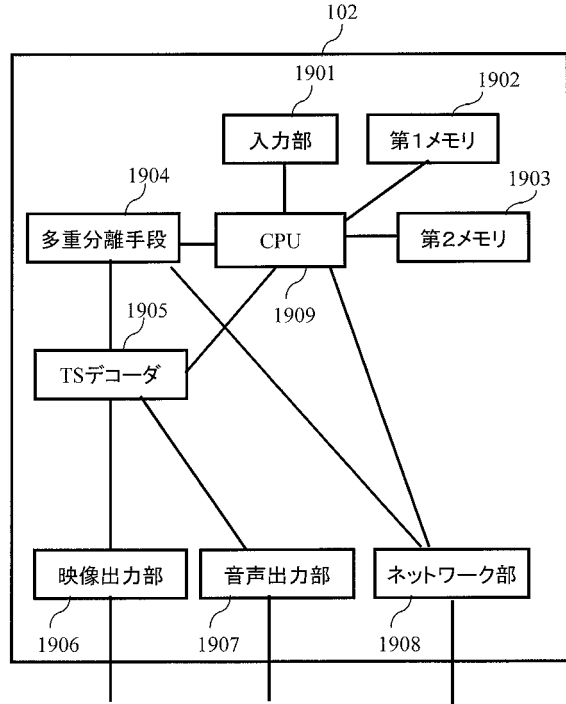 102
1901
1902
入力部
第1メモリ
1904
1903
多重分離手段
CPU
第2メモリ
1909
1905
TSデコーダ
映像出力部
音声出力部
ネットワーク部
1906
1907
1908